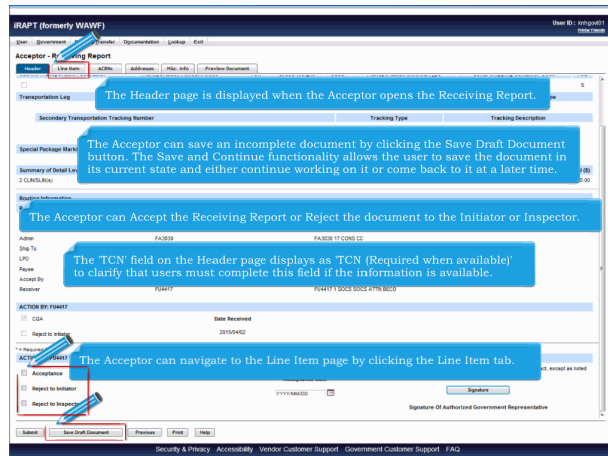 iRAPT (formerly WAWF)
User ID : knhgovt01
Printer Friendly
User Government Transfer Documentation Lookup Exit
Acceptor - Receiving Report
Header Line Item ACRNs Addresses Misc. Info Preview Document
S
The Header page is displayed when the Acceptor opens the Receiving Report.
Transportation Leg
Secondary Transportation Tracking Number Tracking Type Tracking Description
The Acceptor can save an incomplete document by clicking the Save Draft Document
button. The Save and Continue functionality allows the user to save the document in
its current state and either continue working on it or come back to it at a later time.
Special Package
Summary of Detail
2 CLIN/SLIN(s)
Routing Information
The Acceptor can Accept the Receiving Report or Reject the document to the Initiator or Inspector.
Admin FA3030 FA3030 17 CONS CC
Ship To
LPO
Payee
Accept By
The 'TCN' field on the Header page displays as 'TCN (Required when available)'
to clarify that users must complete this field if the information is available.
Receiver FU4417 FU4417 1 SOCS SOCS ATTN BECO
ACTION BY: FU4417
CQA Date Received
Reject to Initiator 2015/04/02
ACTION BY: FU4417
The Acceptor can navigate to the Line Item page by clicking the Line Item tab.
, except as noted
Acceptance
YYYY/MM/DD
Signature
Reject to Initiator
Reject to Inspector
Signature Of Authorized Government Representative
Submit Save Draft Document Previous Print Help
Security & Privacy Accessibility Vendor Customer Support Government Customer Support FAQ